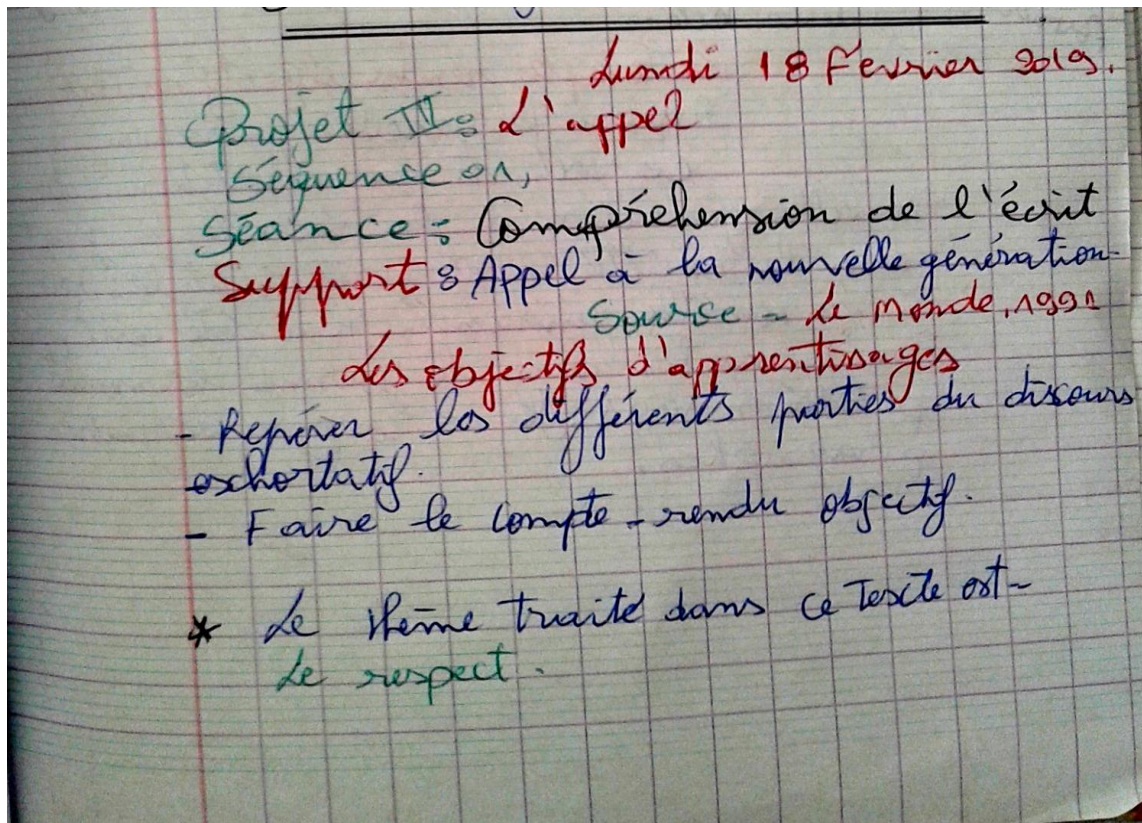 Lundi 18 Février 2019.
Projet III : L'appel
Séquence 01,
Séance : Compréhension de l'écrit
Support : Appel à la nouvelle génération.
Source - Le Monde, 1991
Les objectifs d'apprentissages
- Repérer les différents parties du discours
exhortatif.
- Faire le compte-rendu objectif.
* Le thème traité dans ce texte est -
Le respect.